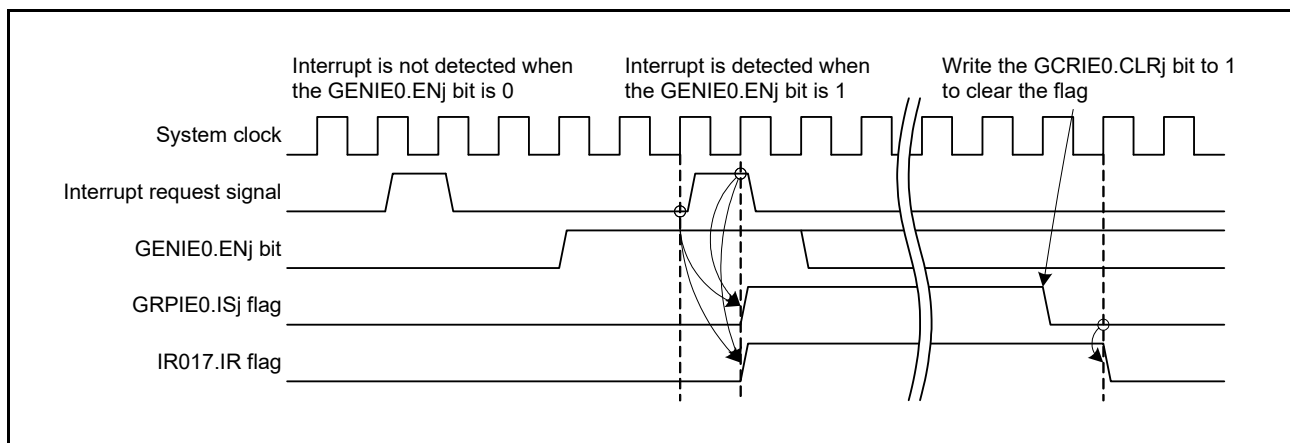 Interrupt is not detected when
the GENIE0.ENj bit is 0
Interrupt is detected when
the GENIE0.ENj bit is 1
Write the GCRIE0.CLRj bit to 1
to clear the flag
System clock
Interrupt request signal
GENIE0.ENj bit
GRPIE0.ISj flag
IR017.IR flag